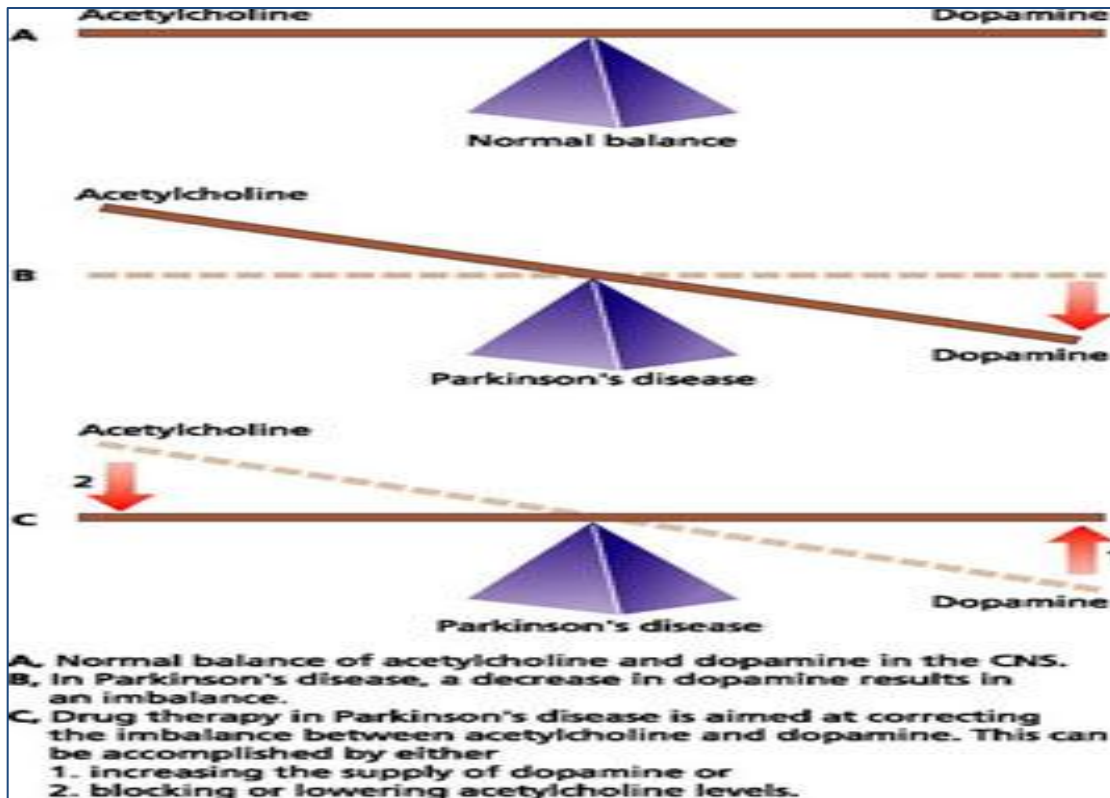 Acetylcholine Dopamine
A
Normal balance
Acetylcholine
B
Dopamine
Parkinson's disease
Acetylcholine
2
C
Dopamine
Parkinson's disease
A. Normal balance of acetylcholine and dopamine in the CNS.
B. In Parkinson's disease, a decrease in dopamine results in
an imbalance.
C. Drug therapy in Parkinson's disease is aimed at correcting
the imbalance between acetylcholine and dopamine. This can
be accomplished by either
1. increasing the supply of dopamine or
2. blocking or lowering acetylcholine levels.